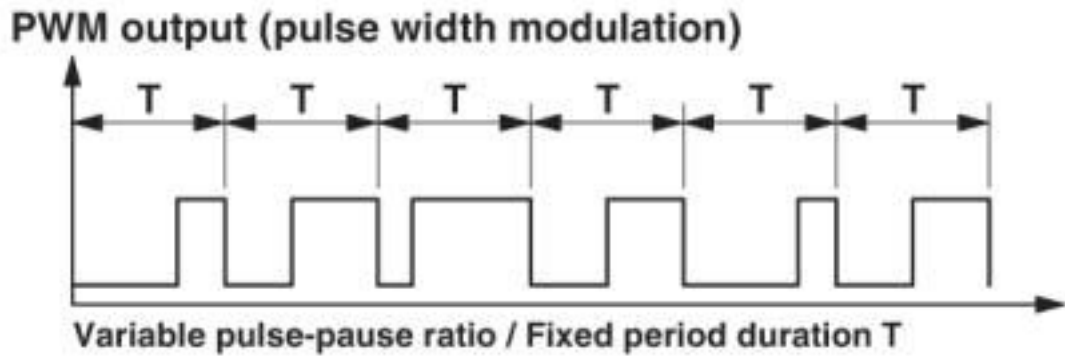 PWM output (pulse width modulation)
T T T T T T
Variable pulse-pause ratio / Fixed period duration T